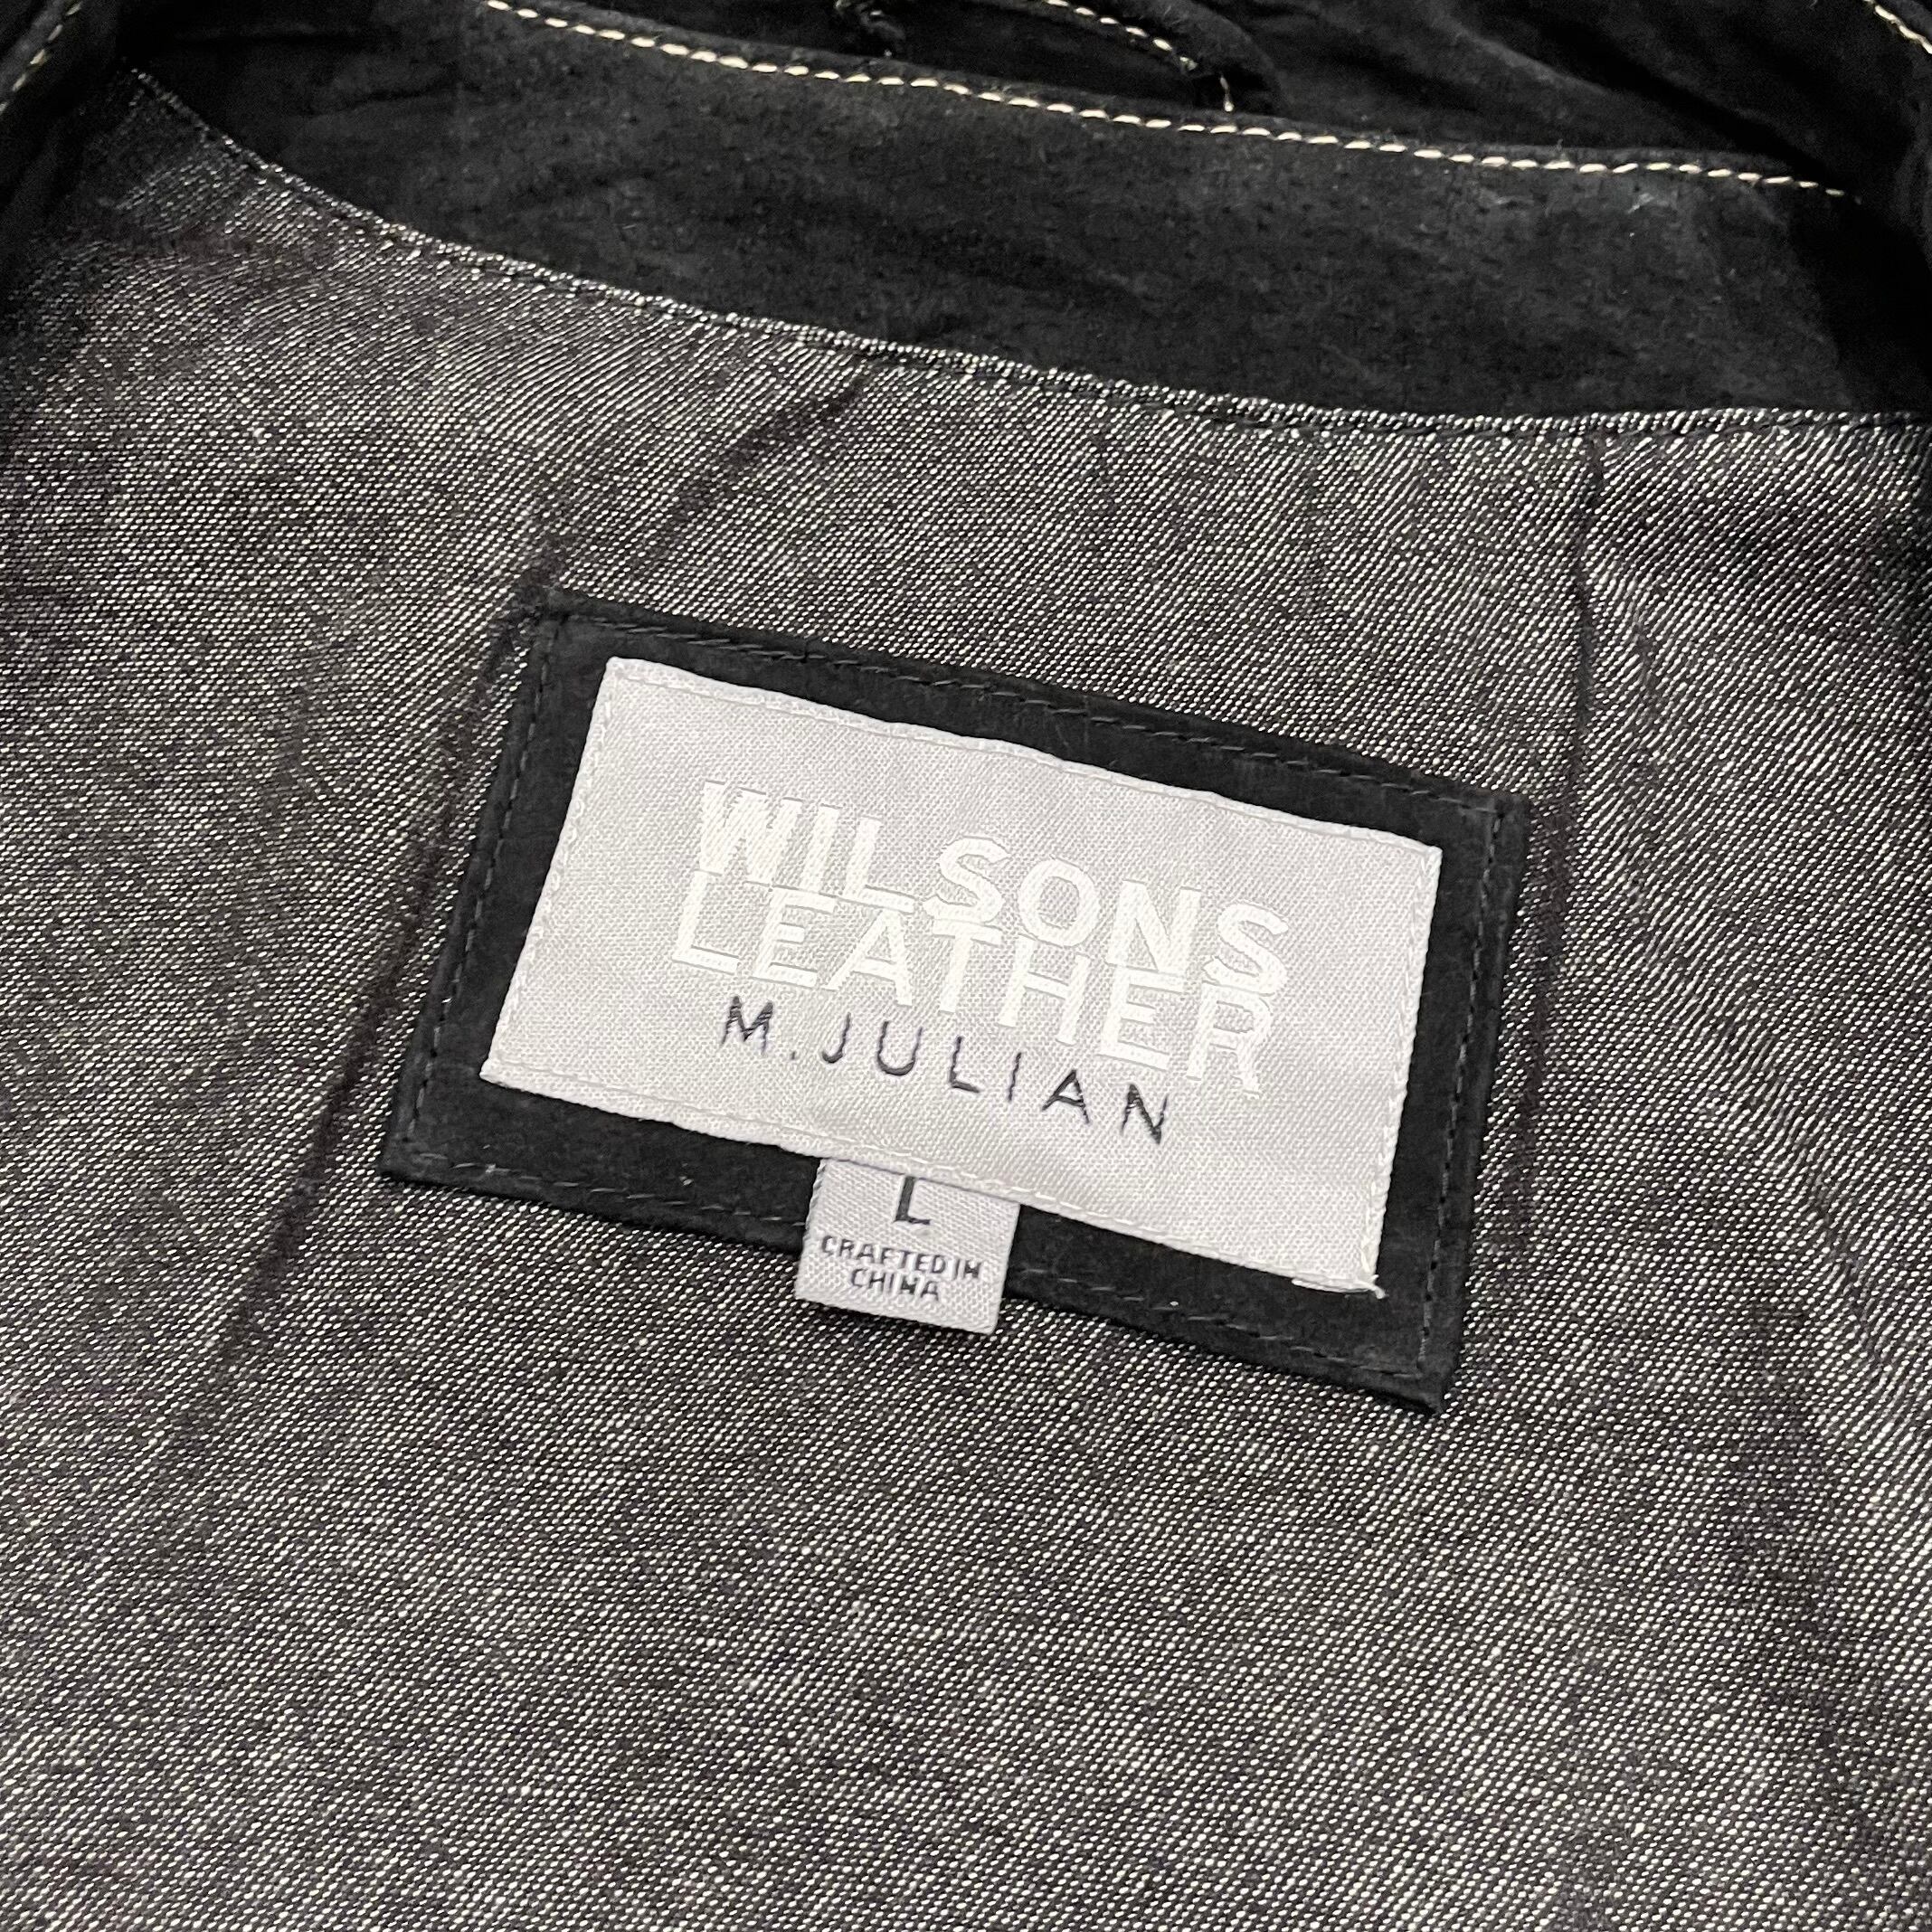 WILSONS
LEATHER
M. JULIAN
L
CRAFTED IN
CHINA